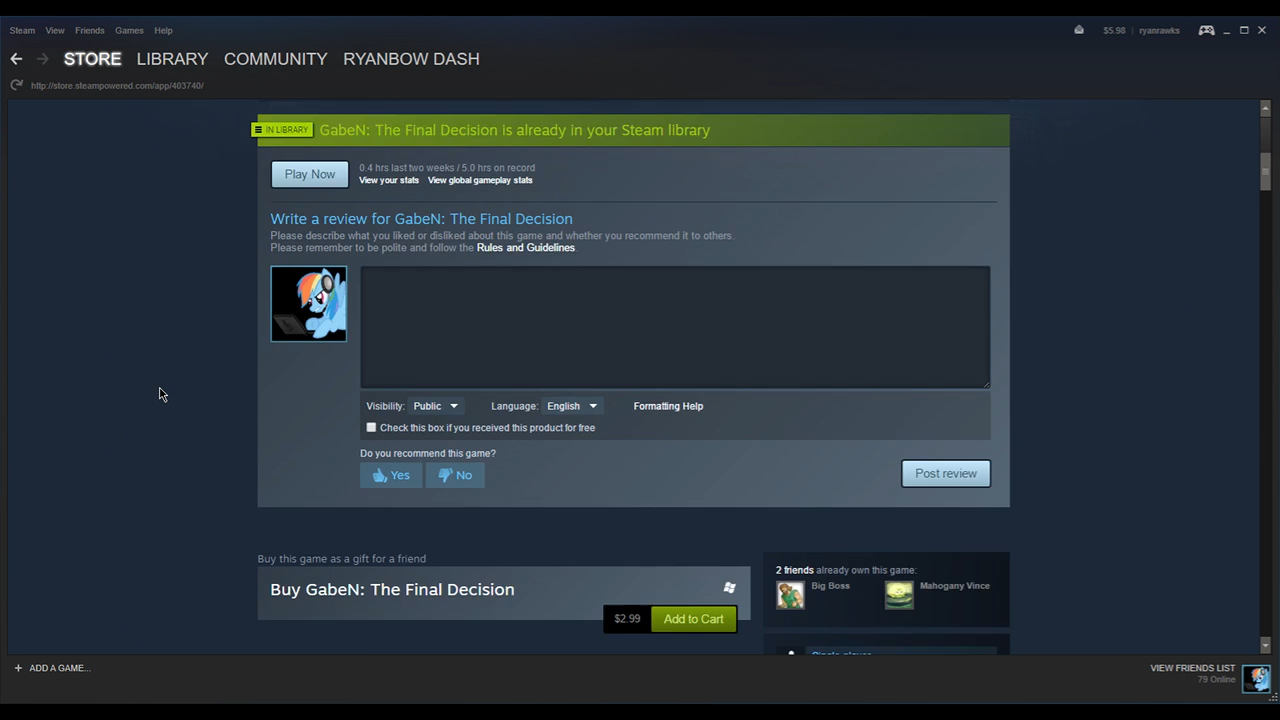 Steam View Friends Games Help
$5.98 | ryanrawks
STORE LIBRARY COMMUNITY RYANBOW DASH
http://store.steampowered.com/app/403740/
IN LIBRARY GabeN: The Final Decision is already in your Steam library
Play Now
0.4 hrs last two weeks / 5.0 hrs on record
View your stats View global gameplay stats
Write a review for GabeN: The Final Decision
Please describe what you liked or disliked about this game and whether you recommend it to others.
Please remember to be polite and follow the Rules and Guidelines.
Visibility: Public Language: English Formatting Help
Check this box if you received this product for free
Do you recommend this game?
Yes No
Post review
Buy this game as a gift for a friend
Buy GabeN: The Final Decision
$2.99 Add to Cart
2 friends already own this game:
Big Boss Mahogany Vince
Single-player
+ ADD A GAME...
VIEW FRIENDS LIST
79 Online